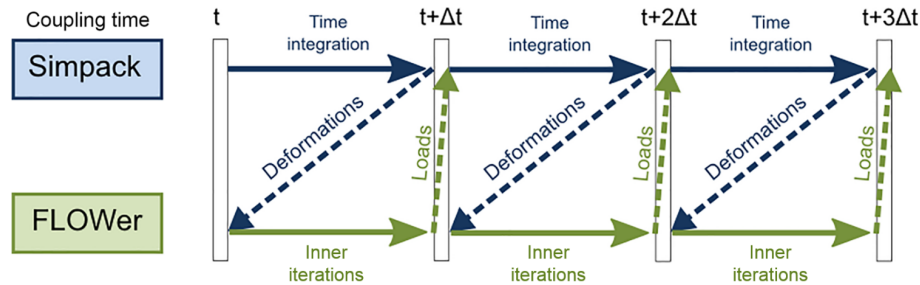 Coupling time
t
t+Δt
t+2Δt
t+3Δt
Simpack
Time
integration
Time
integration
Time
integration
Deformations
Loads
Deformations
Loads
Deformations
Loads
FLOWer
Inner
iterations
Inner
iterations
Inner
iterations